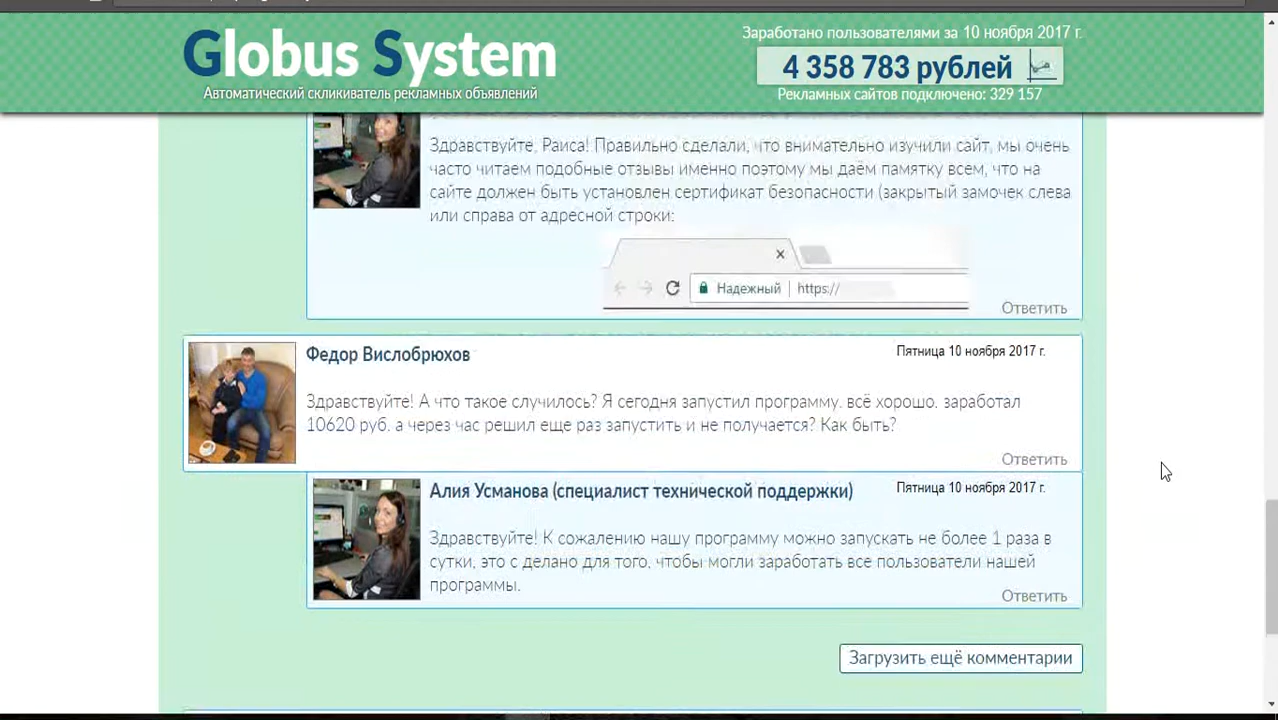 Globus System
Автоматический скликиватель рекламных объявлений
Заработано пользователями за 10 ноября 2017 г.
4 358 783 рублей
Рекламных сайтов подключено: 329 157
Здравствуйте, Раиса! Правильно сделали, что внимательно изучили сайт, мы очень
часто читаем подобные отзывы именно поэтому мы даём памятку всем, что на
сайте должен быть установлен сертификат безопасности (закрытый замочек слева
или справа от адресной строки:
Надежный https://
Ответить
Федор Вислобрюхов
Пятница 10 ноября 2017 г.
Здравствуйте! А что такое случилось? Я сегодня запустил программу. всё хорошо. заработал
10620 руб. а через час решил еще раз запустить и не получается? Как быть?
Ответить
Алия Усманова (специалист технической поддержки)
Пятница 10 ноября 2017 г.
Здравствуйте! К сожалению нашу программу можно запускать не более 1 раза в
сутки, это с делано для того, чтобы могли заработать все пользователи нашей
программы.
Ответить
Загрузить ещё комментарии